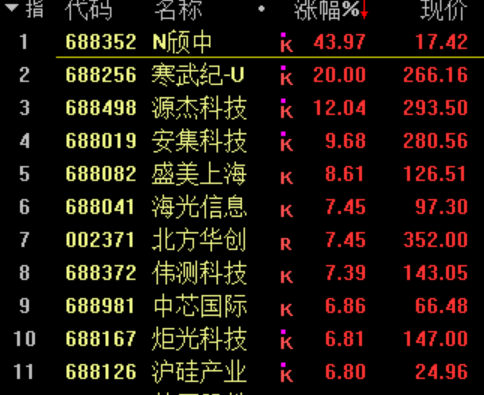 指 代码 名称 涨幅%↓ 现价
1 688352 N颀中 K 43.97 17.42
2 688256 寒武纪-U K 20.00 266.16
3 688498 源杰科技 K 12.04 293.50
4 688019 安集科技 K 9.68 280.56
5 688082 盛美上海 K 8.61 126.51
6 688041 海光信息 K 7.45 97.30
7 002371 北方华创 R 7.45 352.00
8 688372 伟测科技 K 7.39 143.05
9 688981 中芯国际 K 6.86 66.48
10 688167 炬光科技 K 6.81 147.00
11 688126 沪硅产业 K 6.80 24.96